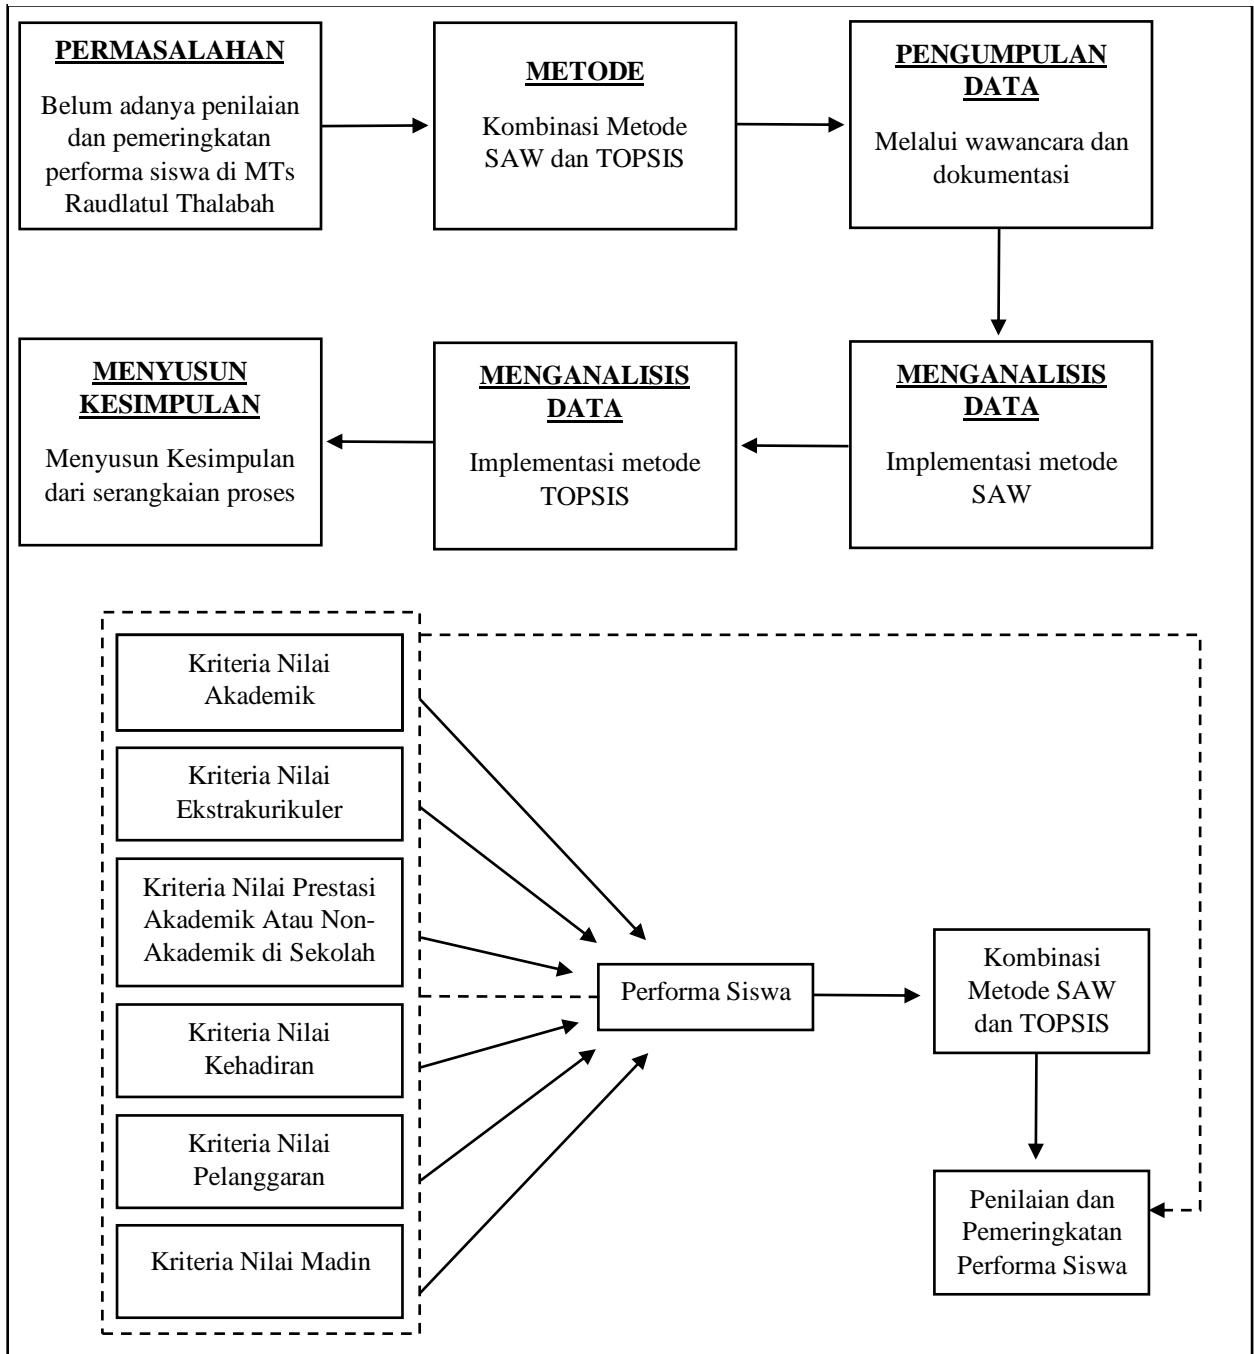 PERMASALAHAN
Belum adanya penilaian
dan pemeringkatan
performa siswa di MTs
Raudlatul Thalabah
METODE
Kombinasi Metode
SAW dan TOPSIS
PENGUMPULAN
DATA
Melalui wawancara dan
dokumentasi
MENYUSUN
KESIMPULAN
Menyusun Kesimpulan
dari serangkaian proses
MENGANALISIS
DATA
Implementasi metode
TOPSIS
MENGANALISIS
DATA
Implementasi metode
SAW
Kriteria Nilai
Akademik
Kriteria Nilai
Ekstrakurikuler
Kriteria Nilai Prestasi
Akademik Atau Non-
Akademik di Sekolah
Kriteria Nilai
Kehadiran
Kriteria Nilai
Pelanggaran
Kriteria Nilai Madin
Performa Siswa
Kombinasi
Metode SAW
dan TOPSIS
Penilaian dan
Pemeringkatan
Performa Siswa